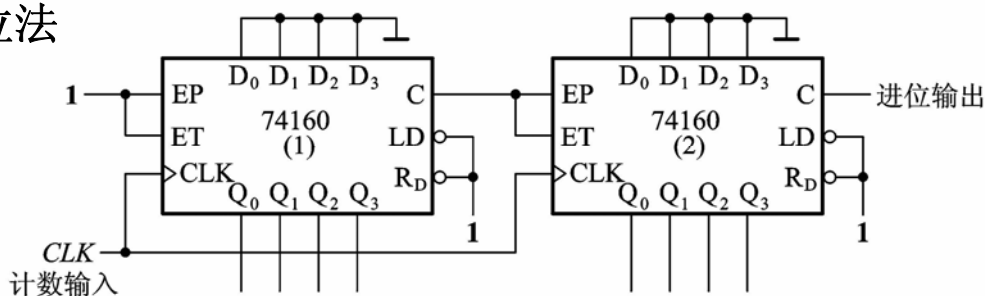 位法
D₀ D₁ D₂ D₃
D₀ D₁ D₂ D₃
1
EP
C
EP
C
进位输出
74160
74160
ET
(1)
LD
ET
(2)
LD
CLK
R_D
CLK
R_D
Q₀ Q₁ Q₂ Q₃
Q₀ Q₁ Q₂ Q₃
1
1
CLK
计数输入